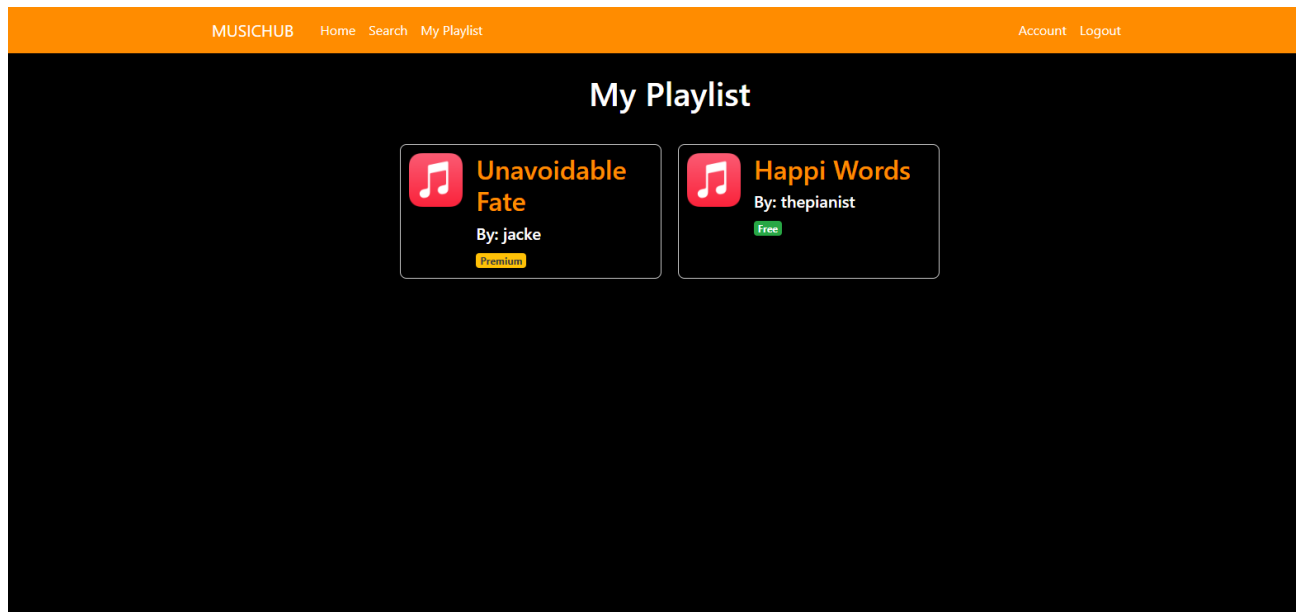 MUSICHUB Home Search My Playlist Account Logout
My Playlist
Unavoidable
Fate
By: jacke
Premium
Happi Words
By: thepianist
Free